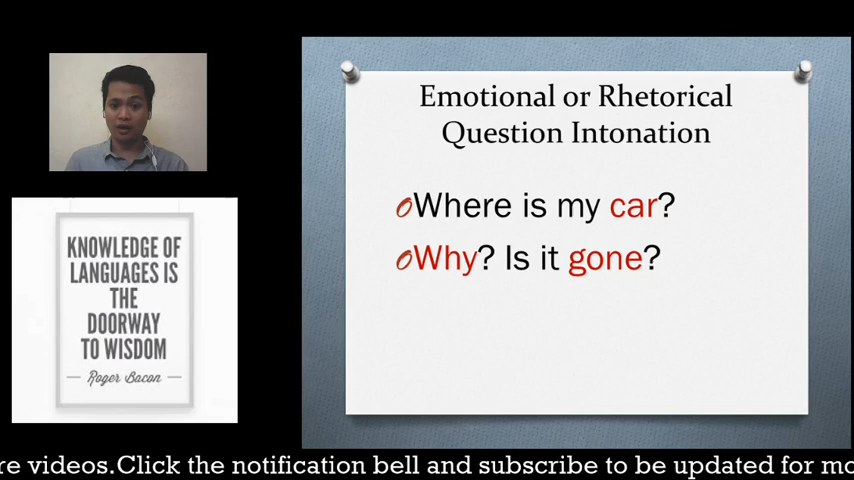 Emotional or Rhetorical
Question Intonation
Where is my car?
Why? Is it gone?
KNOWLEDGE OF
LANGUAGES IS
THE
DOORWAY
TO WISDOM
— Roger Bacon —
re videos.Click the notification bell and subscribe to be updated for mo